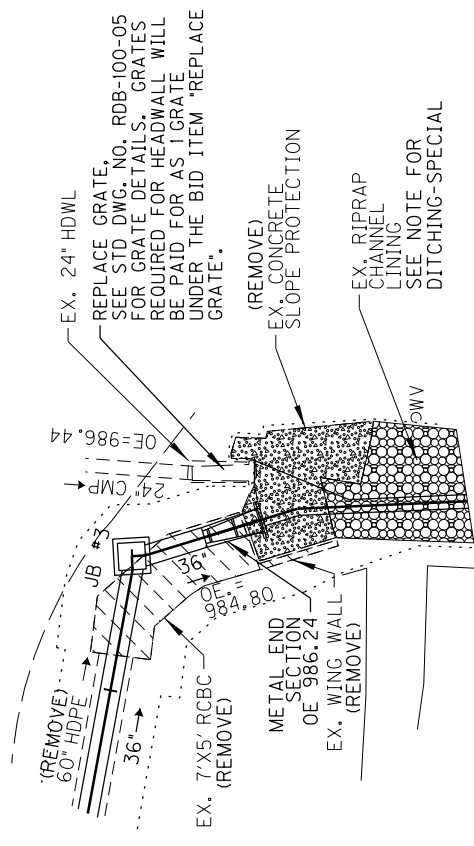 EX. 24" HDWL
REPLACE GRATE,
SEE STD DWG. NO. RDB-100-05
FOR GRATE DETAILS. GRATES
REQUIRED FOR HEADWALL WILL
BE PAID FOR AS 1 GRATE
UNDER THE BID ITEM "REPLACE
GRATE".
(REMOVE)
EX. CONCRETE
SLOPE PROTECTION
EX. RIPRAP
CHANNEL
LINING
SEE NOTE FOR
DITCHING-SPECIAL
OE=986.44
24" CMP
WV
JB #3
36"
OE.=
984.80
(REMOVE)
60" HDPE
36"
EX. 7'X5' RCBC
(REMOVE)
METAL END
SECTION
OE 986.24
EX. WING WALL
(REMOVE)